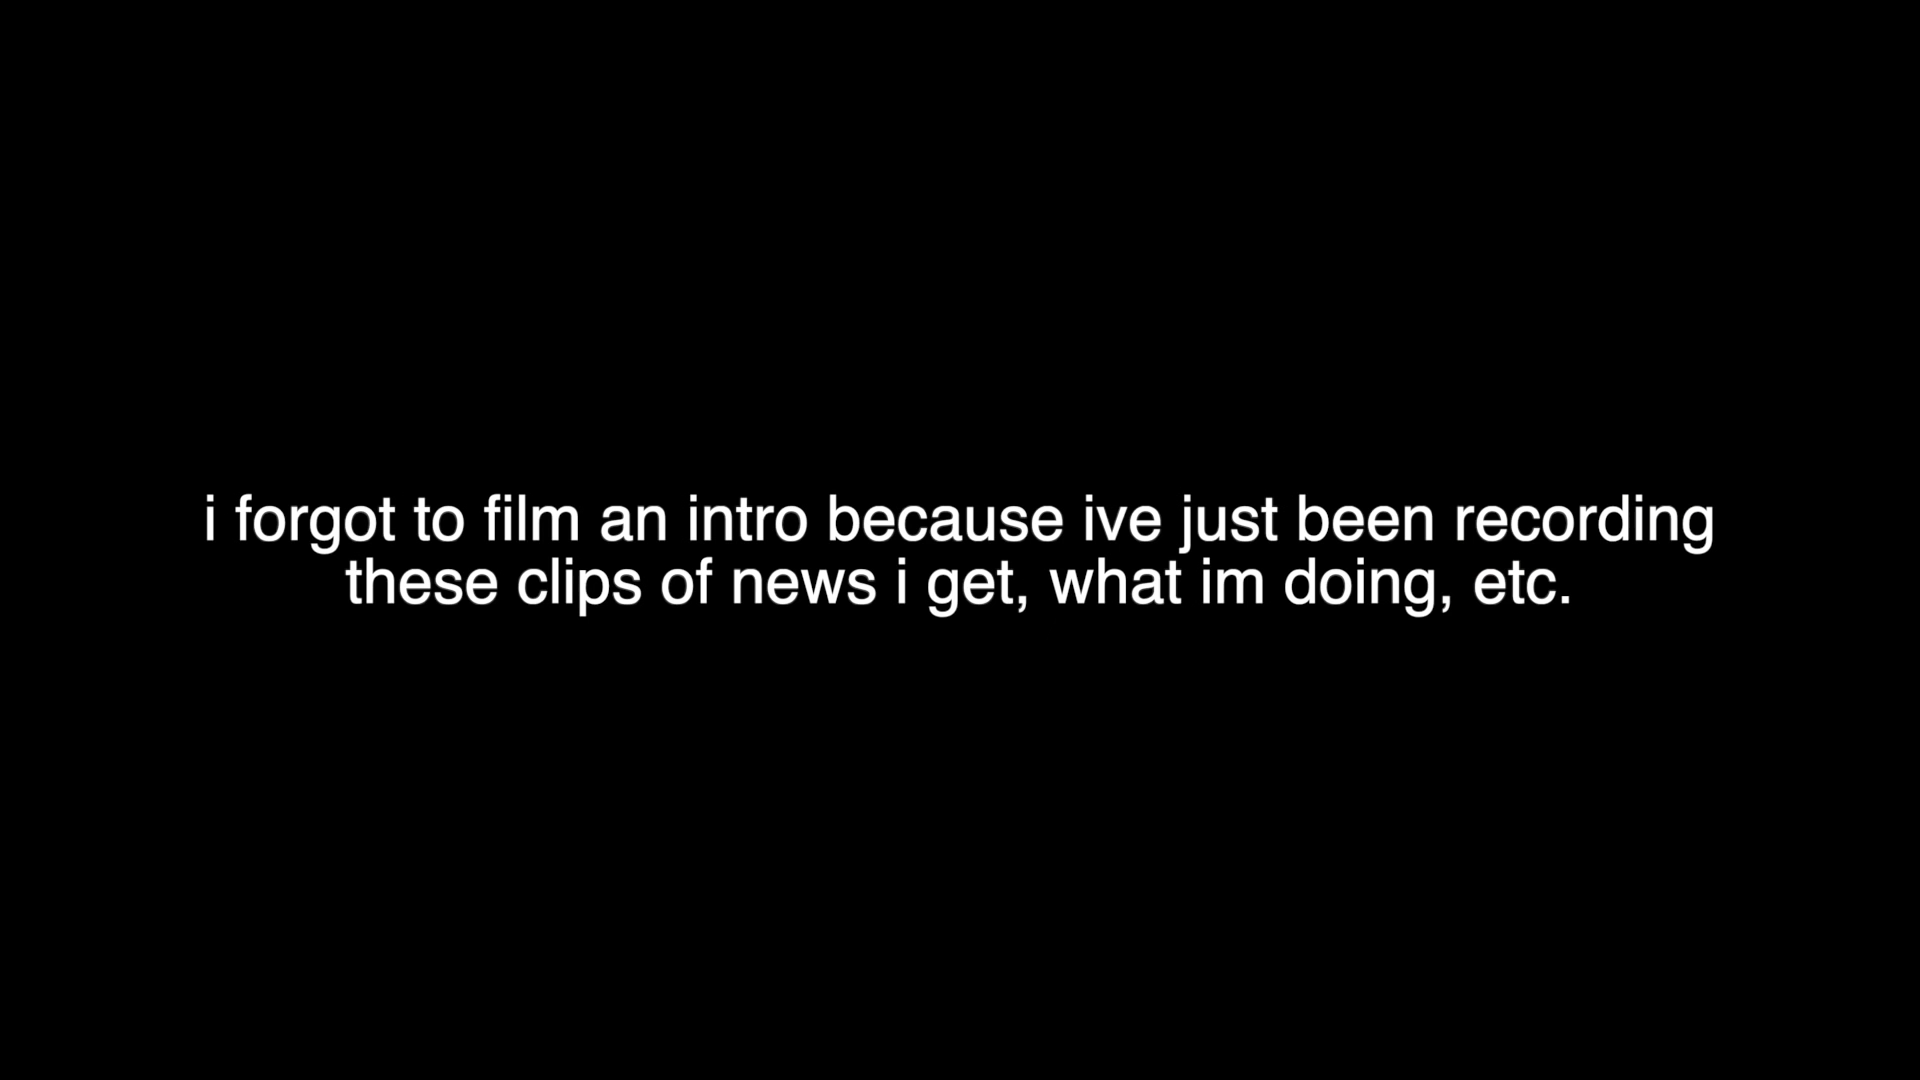 i forgot to film an intro because ive just been recording
these clips of news i get, what im doing, etc.